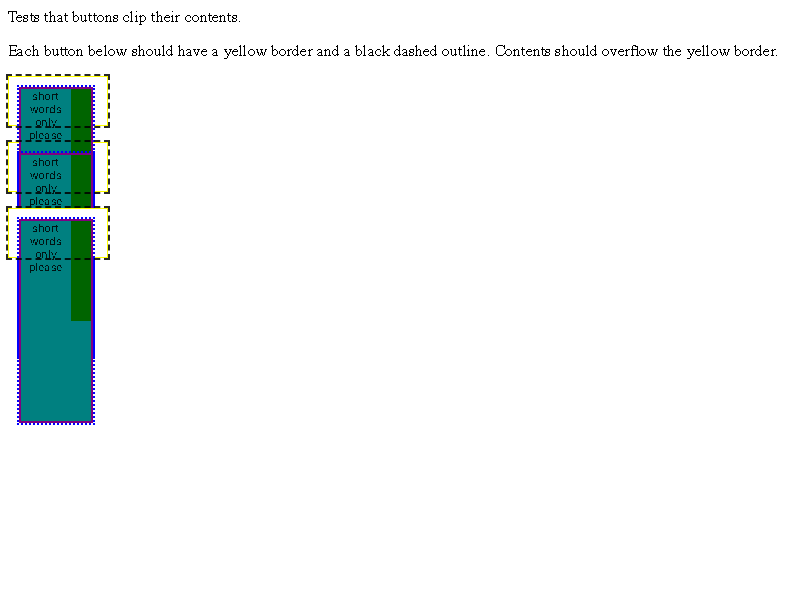 Tests that buttons clip their contents.
Each button below should have a yellow border and a black dashed outline. Contents should overflow the yellow border.
short
words
only
please
short
words
only
please
short
words
only
please